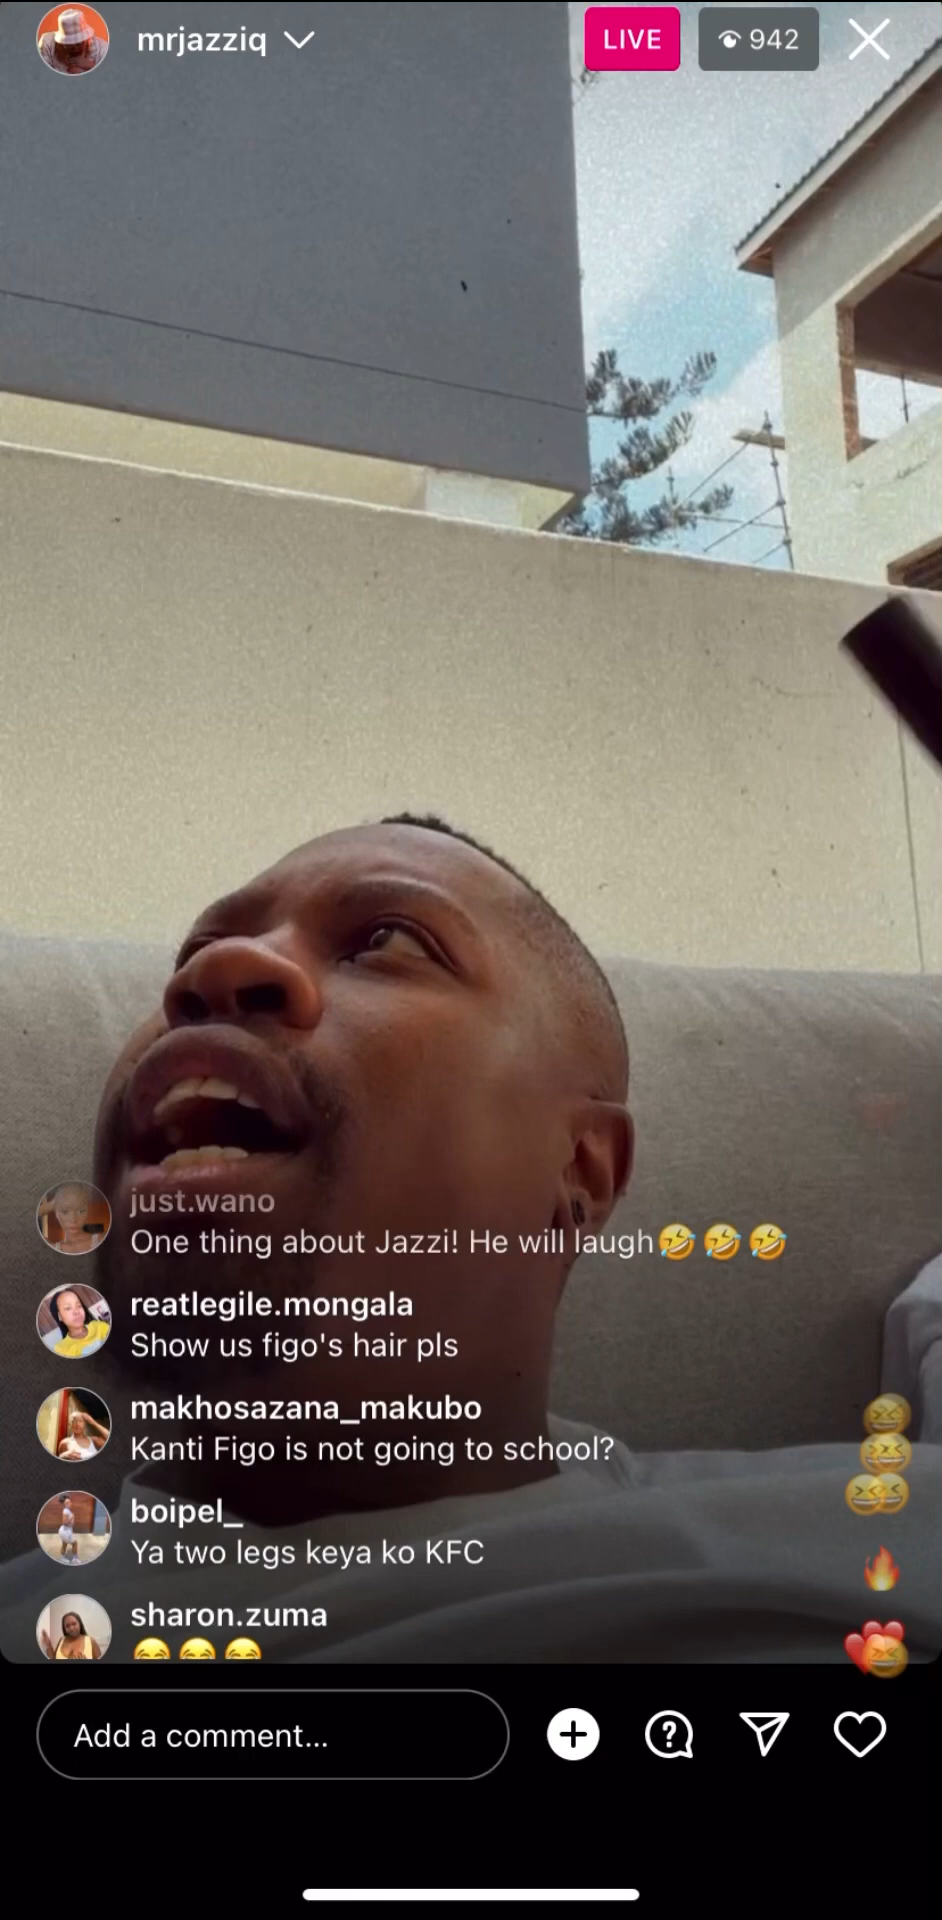 mrjazziq
LIVE
942
just.wano
One thing about Jazzi! He will laugh🤣🤣🤣
reatlegile.mongala
Show us figo's hair pls
makhosazana_makubo
Kanti Figo is not going to school?
boipel_
Ya two legs keya ko KFC
sharon.zuma
😂😂😂
Add a comment...